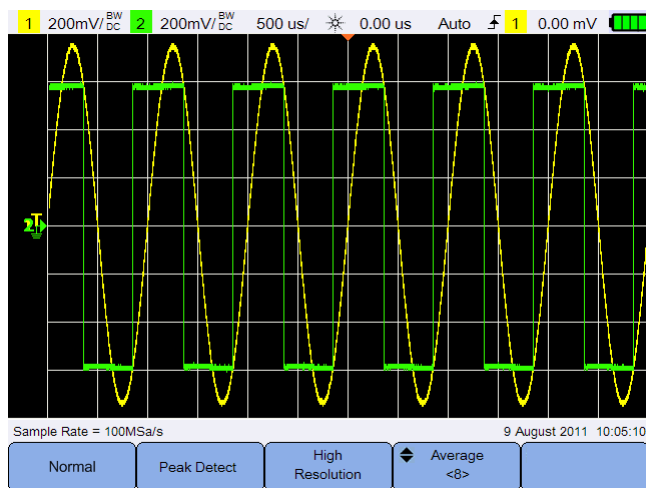 1 200mV/ BW DC 2 200mV/ BW DC 500 us/ 0.00 us Auto 1 0.00 mV
T
2
Sample Rate = 100MSa/s 9 August 2011 10:05:10
Normal Peak Detect High Resolution Average <8>